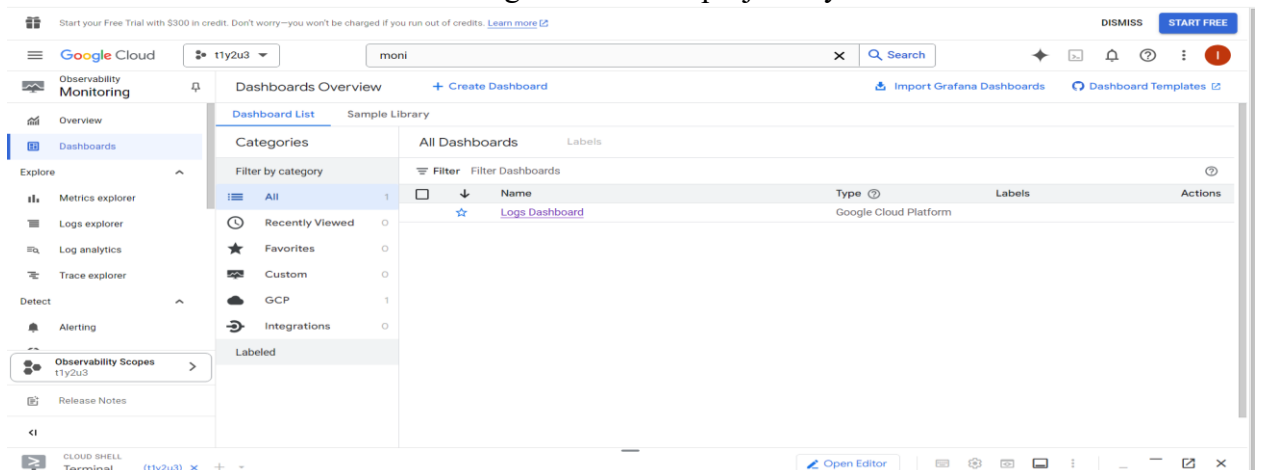 Start your Free Trial with $300 in credit. Don't worry—you won't be charged if you run out of credits. Learn more
DISMISS
START FREE
Google Cloud
t1y2u3
moni
Search
I
Observability
Monitoring
Dashboards Overview
+ Create Dashboard
Import Grafana Dashboards
Dashboard Templates
Overview
Dashboards
Explore
Metrics explorer
Logs explorer
Log analytics
Trace explorer
Detect
Alerting
Observability Scopes
t1y2u3
Release Notes
Dashboard List
Sample Library
Categories
Filter by category
All 1
Recently Viewed 0
Favorites 0
Custom 0
GCP 1
Integrations 0
Labeled
All Dashboards
Labels
Filter Filter Dashboards
Name Type Labels Actions
Logs Dashboard Google Cloud Platform
CLOUD SHELL
Terminal (t1y2u3)
Open Editor